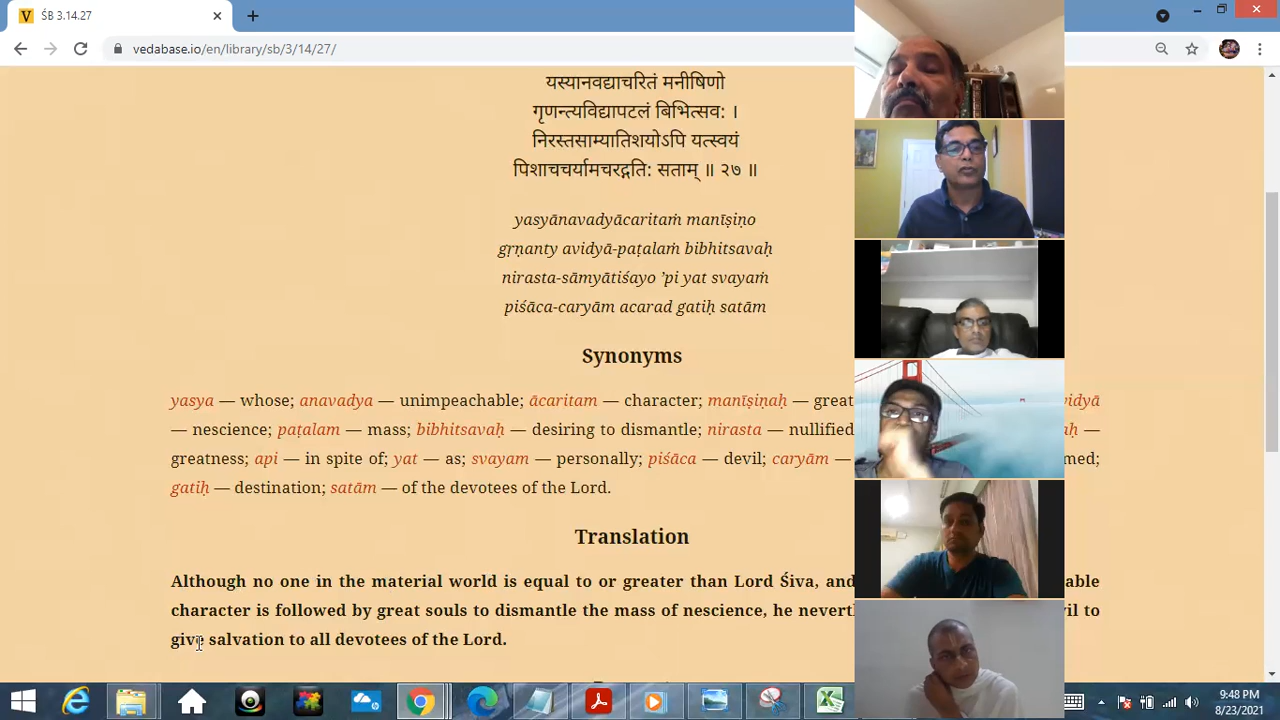 ŚB 3.14.27
vedabase.io/en/library/sb/3/14/27/
यस्यानवद्याचरितं मनीषिणो
गृणन्त्यविद्यापटलं बिभित्सव: ।
निरस्तसाम्यातिशयोऽपि यत्स्वयं
पिशाचचर्यामचरद्गति: सताम् ॥ २७ ॥
yasyānavadyācaritaṁ manīṣiṇo
gṛṇanty avidyā-paṭalaṁ bibhitsavaḥ
nirasta-sāmyātiśayo ’pi yat svayaṁ
piśāca-caryām acarad gatiḥ satām
Synonyms
yasya — whose; anavadya — unimpeachable; ācaritam — character; manīṣiṇaḥ — great
— nescience; paṭalam — mass; bibhitsavaḥ — desiring to dismantle; nirasta — nullified
greatness; api — in spite of; yat — as; svayam — personally; piśāca — devil; caryām —
gatiḥ — destination; satām — of the devotees of the Lord.
Translation
Although no one in the material world is equal to or greater than Lord Śiva, and
character is followed by great souls to dismantle the mass of nescience, he
give salvation to all devotees of the Lord.
9:48 PM
8/23/2021